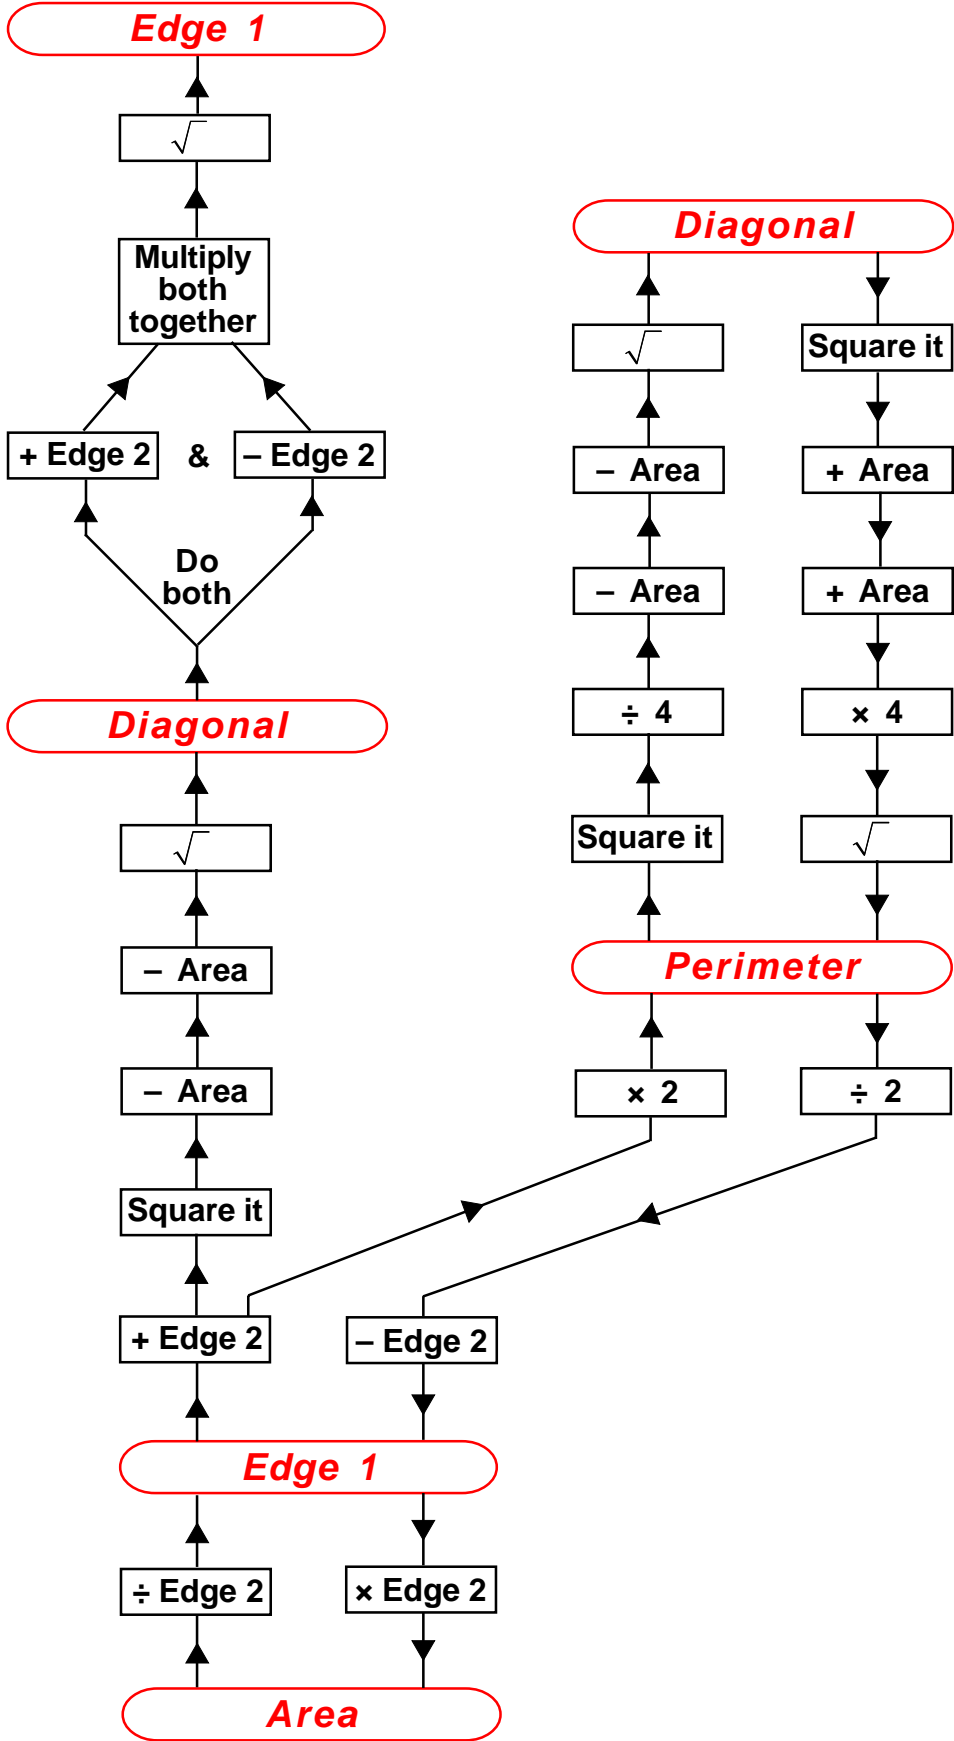 Edge 1
√
Multiply
both
together
+ Edge 2 & – Edge 2
Do
both
Diagonal
√
– Area
– Area
Square it
+ Edge 2
– Edge 2
Edge 1
÷ Edge 2
× Edge 2
Area
Diagonal
√
Square it
– Area
+ Area
– Area
+ Area
÷ 4
× 4
Square it
√
Perimeter
× 2
÷ 2